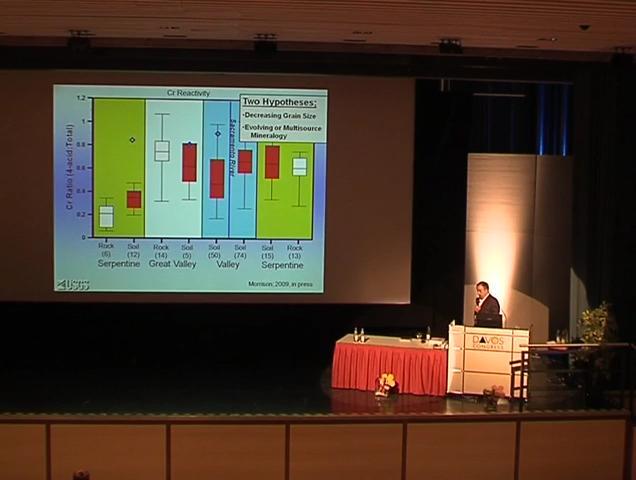 Cr Reactivity
Two Hypotheses:
•Decreasing Grain Size
•Evolving or Multisource
Mineralogy
Cr Ratio (4-acid:Total)
1.2
1
0.8
0.6
0.4
0.2
0
Sacramento River
Rock Soil Rock Soil Soil Soil Soil Rock
(6) (12) (14) (5) (50) (74) (15) (13)
Serpentine Great Valley Valley Serpentine
USGS
Morrison, 2009, in press
DAVOS
CONGRESS